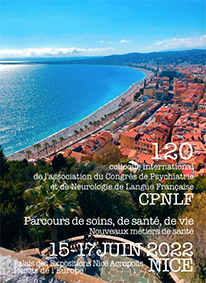 120
colloque International
de l'association du Congrès de Psychiatrie
et de Neurologie de Langue Française
CPNLF
Parcours de soins, de santé, de vie
Nouveaux métiers de santé
15-17 JUIN 2022
Palais des Expositions Nice Acropolis
Parvis de l'Europe
NICE